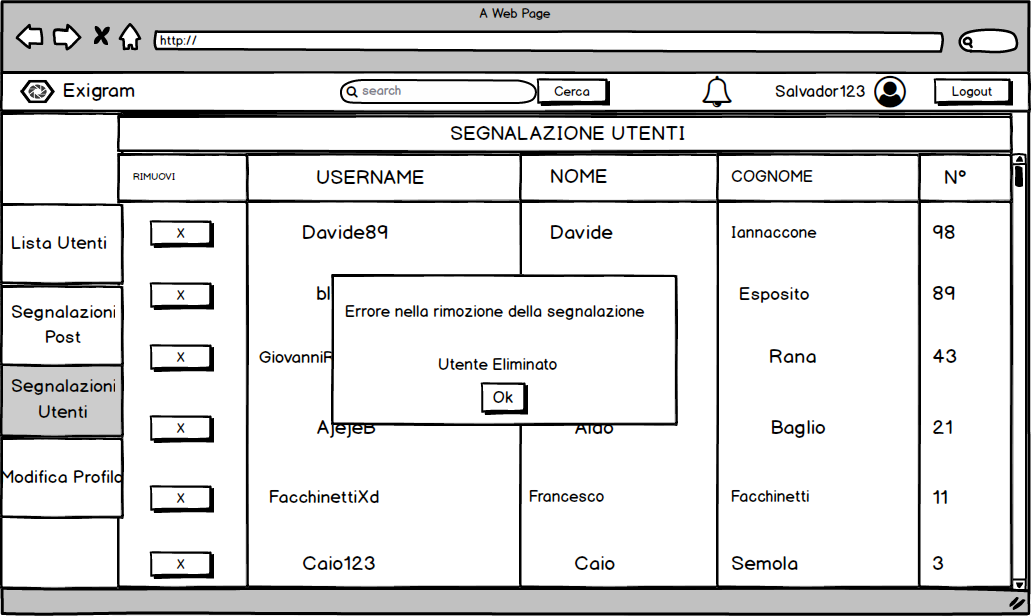 A Web Page
http://
Exigram
search
Cerca
Salvador123
Logout
SEGNALAZIONE UTENTI
RIMUOVI USERNAME NOME COGNOME N°
Lista Utenti
Segnalazioni
Post
Segnalazioni
Utenti
Modifica Profilo
X Davide89 Davide Iannaccone 98
X bl Esposito 89
X GiovanniR Rana 43
X AjejeB Aldo Baglio 21
X FacchinettiXd Francesco Facchinetti 11
X Caio123 Caio Semola 3
Errore nella rimozione della segnalazione
Utente Eliminato
Ok